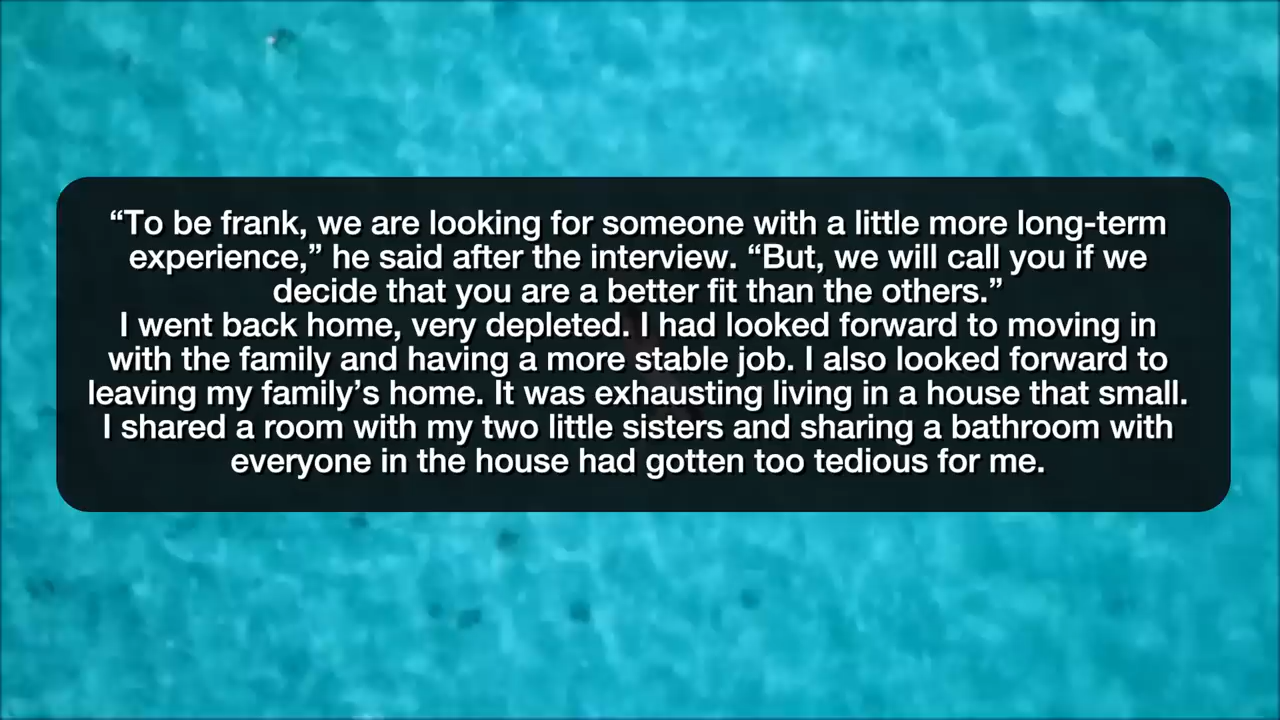 “To be frank, we are looking for someone with a little more long-term
experience,” he said after the interview. “But, we will call you if we
decide that you are a better fit than the others.”
I went back home, very depleted. I had looked forward to moving in
with the family and having a more stable job. I also looked forward to
leaving my family’s home. It was exhausting living in a house that small.
I shared a room with my two little sisters and sharing a bathroom with
everyone in the house had gotten too tedious for me.